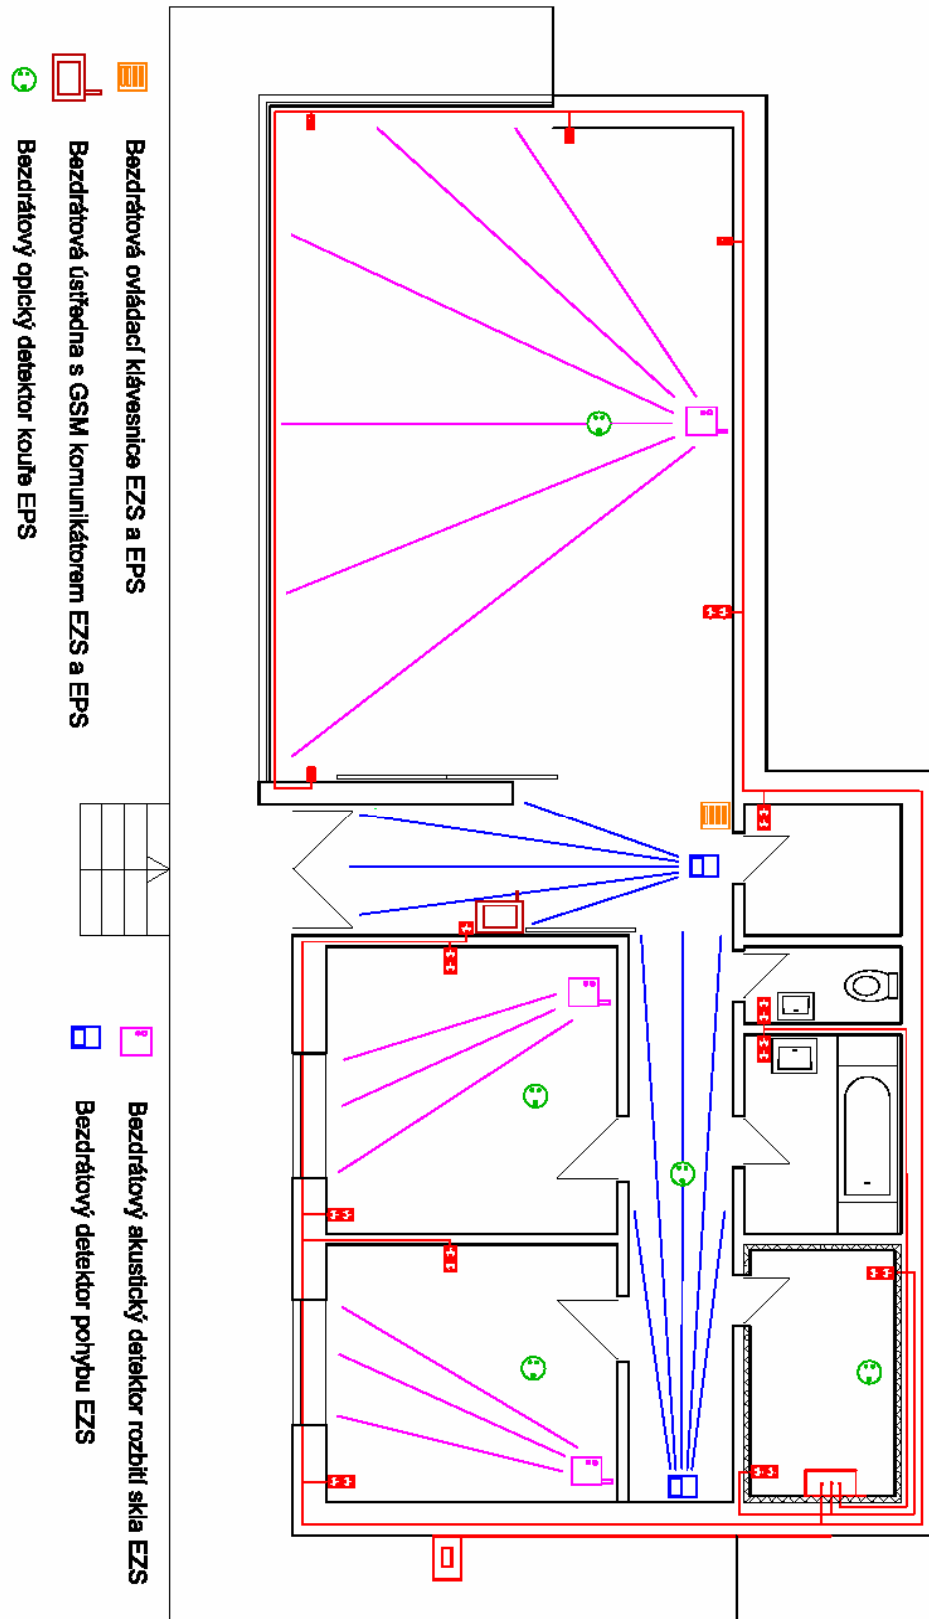 Bezdrátová ovládací klávesnice EZS a EPS
Bezdrátová ústředna s GSM komunikátorem EZS a EPS
Bezdrátový opický detektor kouře EPS
Bezdrátový akustický detektor rozbití skla EZS
Bezdrátový detektor pohybu EZS